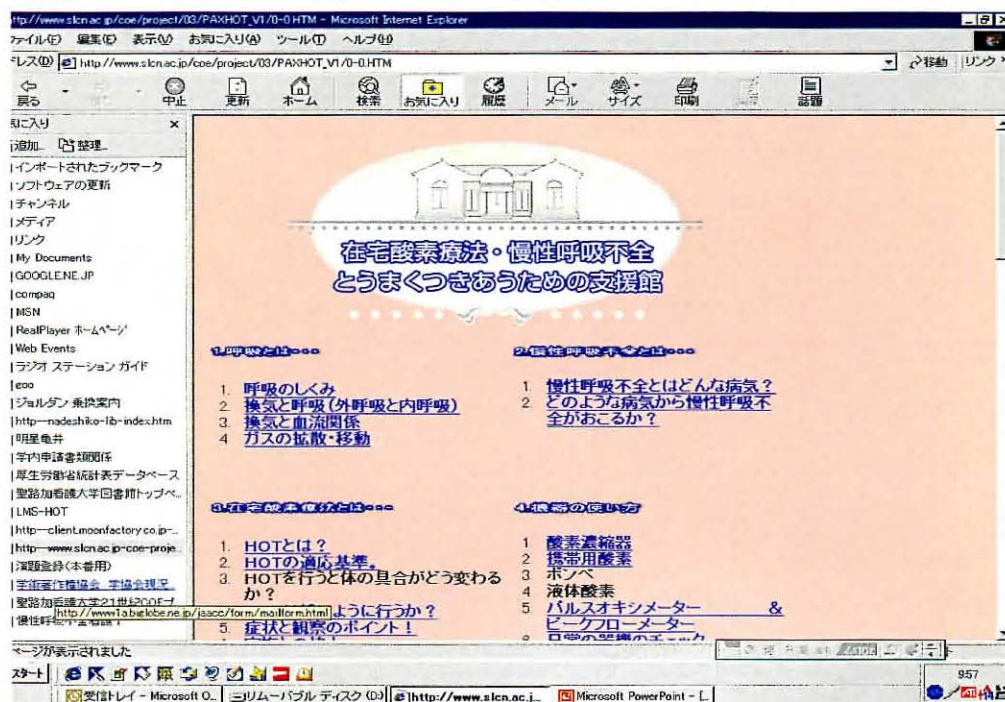 http://www.slcn.ac.jp/coe/project/03/PAXHOT_V1/0-0.HTM - Microsoft Internet Explorer
ファイル(F) 編集(E) 表示(V) お気に入り(A) ツール(T) ヘルプ(H)
レス(D) http://www.slcn.ac.jp/coe/project/03/PAXHOT_V1/0-0.HTM 移動 リンク
戻る 中止 更新 ホーム 検索 お気に入り 履歴 メール サイズ 印刷 話題
気に入り ×
追加... 整理...
インポートされたブックマーク
ソフトウェアの更新
チャンネル
メディア
リンク
My Documents
GOOGLE.NE.JP
compaq
MSN
RealPlayer ホームページ
Web Events
ラジオ ステーション ガイド
goo
ジョルダン 乗換案内
http--nadeshiko-lib-index.htm
明星亀井
学内申請書類関係
厚生労働省統計表データベース
聖路加看護大学図書館トップペ...
LMS-HOT
http--client.moonfactory.co.jp-...
http--www.slcn.ac.jp-coe-proje...
演題登録(本番用)
学術著作権協会 学協会現況...
聖路加看護大学21世紀COEプ
http://www1a.biglobe.ne.jp/jaacc/form/mailform.html
在宅酸素療法・慢性呼吸不全
とうまくつきあうための支援館
1.呼吸とは・・・
1. 呼吸のしくみ
2. 換気と呼吸(外呼吸と内呼吸)
3. 換気と血流関係
4 ガスの拡散・移動
2.慢性呼吸不全とは・・・
1. 慢性呼吸不全とはどんな病気?
2. どのような病気から慢性呼吸不
全がおこるか?
3.在宅酸素療法とは・・・
1. HOTとは?
2. HOTの適応基準。
3. HOTを行うと体の具合がどう変わる
か?
ように行うか?
5. 症状と観察のポイント!
4.機器の使い方
1 酸素濃縮器
2 携帯用酸素
3 ボンベ
4 液体酸素
5 パルスオキシメーター &
ピークフローメーター
6 日常の器機のチェック
ページが表示されました
スタート
受信トレイ - Microsoft O... リムーバブル ディスク (D:) http://www.slcn.ac.j... Microsoft PowerPoint - [...
9:57